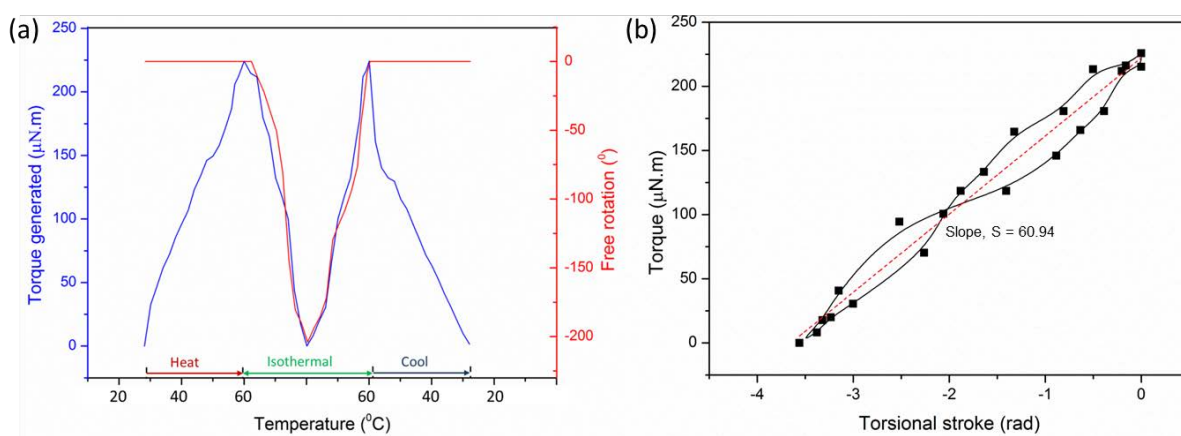 (a)
250
200
150
100
50
0
Torque generated (μN.m)
0
-50
-100
-150
-200
Free rotation (⁰)
Heat
Isothermal
Cool
20
40
60
60
40
20
Temperature (⁰C)
(b)
250
200
150
100
50
0
Torque (μN.m)
Slope, S = 60.94
-4
-3
-2
-1
0
Torsional stroke (rad)